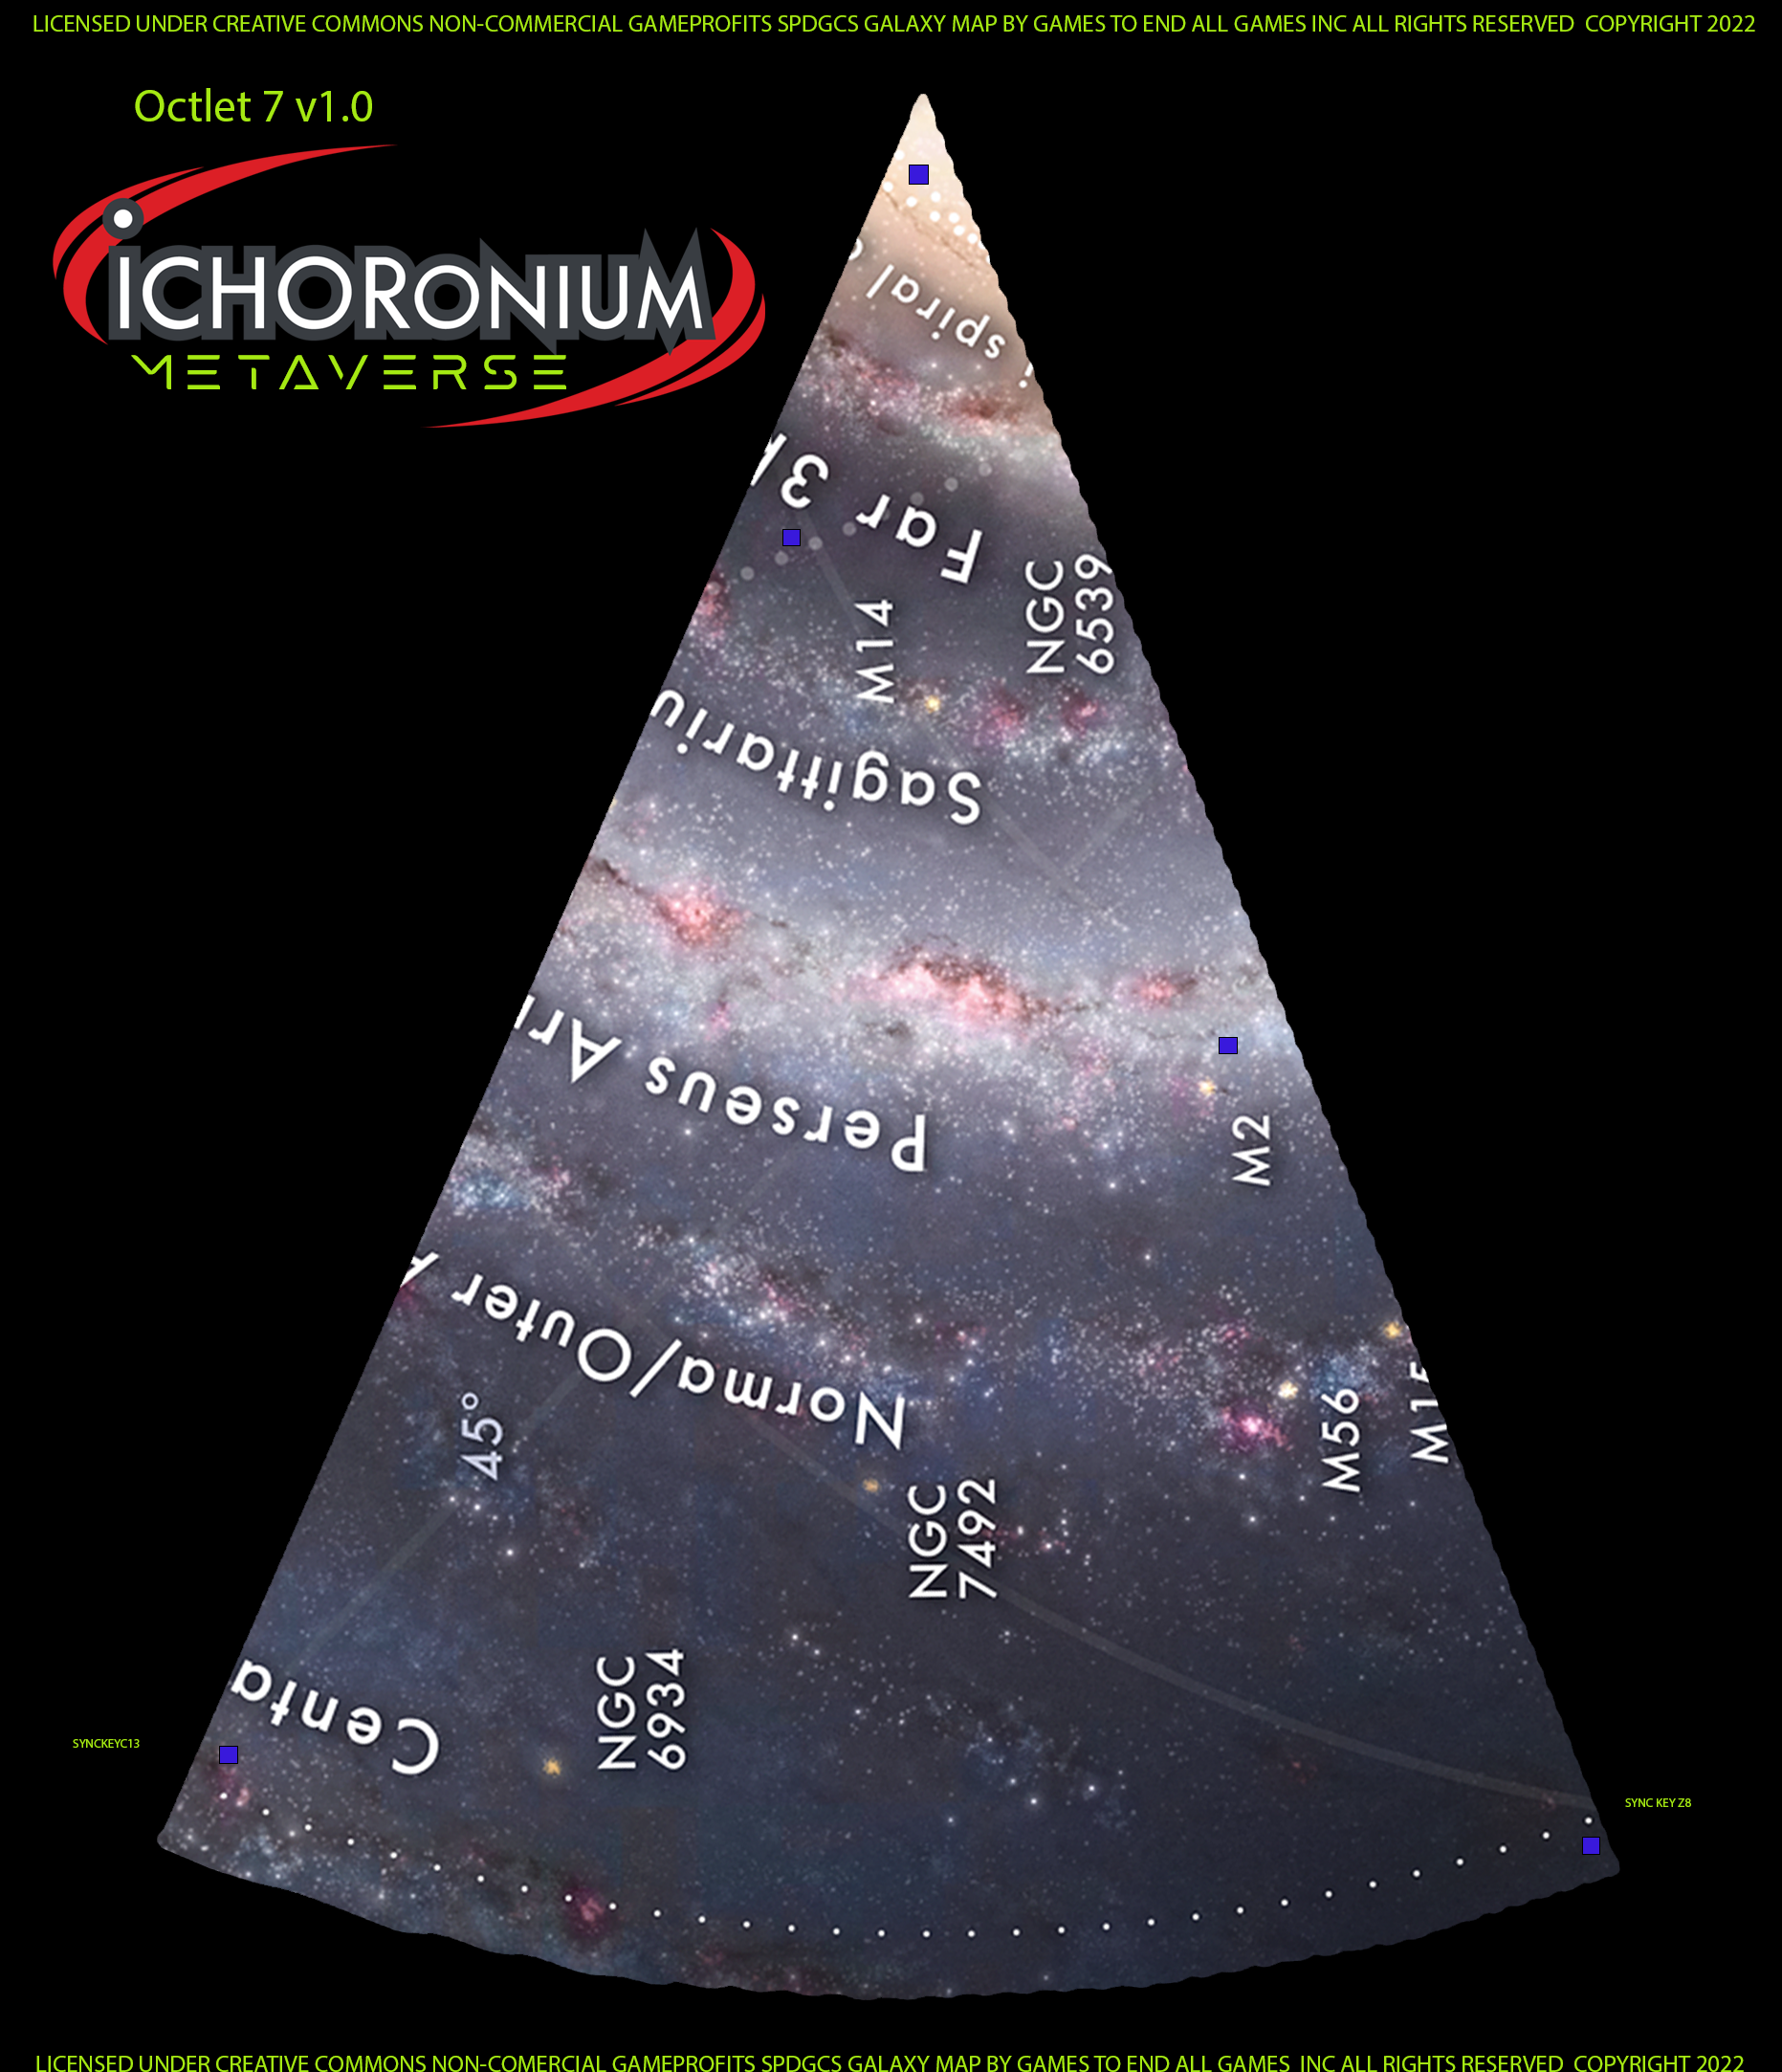 LICENSED UNDER CREATIVE COMMONS NON-COMMERCIAL GAMEPROFITS SPDGCS GALAXY MAP BY GAMES TO END ALL GAMES INC ALL RIGHTS RESERVED  COPYRIGHT 2022
Octlet 7 v1.0
ICHORONIUM
METAVERSE
spiral
Far 3
NGC
6539
M14
Sagittariu
Perseus Ar
M2
Norma/Outer A
45°
M56
M15
NGC
7492
NGC
6934
Centa
SYNCKEYC13
SYNC KEY Z8
LICENSED UNDER CREATIVE COMMONS NON-COMERCIAL GAMEPROFITS SPDGCS GALAXY MAP BY GAMES TO END ALL GAMES  INC ALL RIGHTS RESERVED  COPYRIGHT 2022